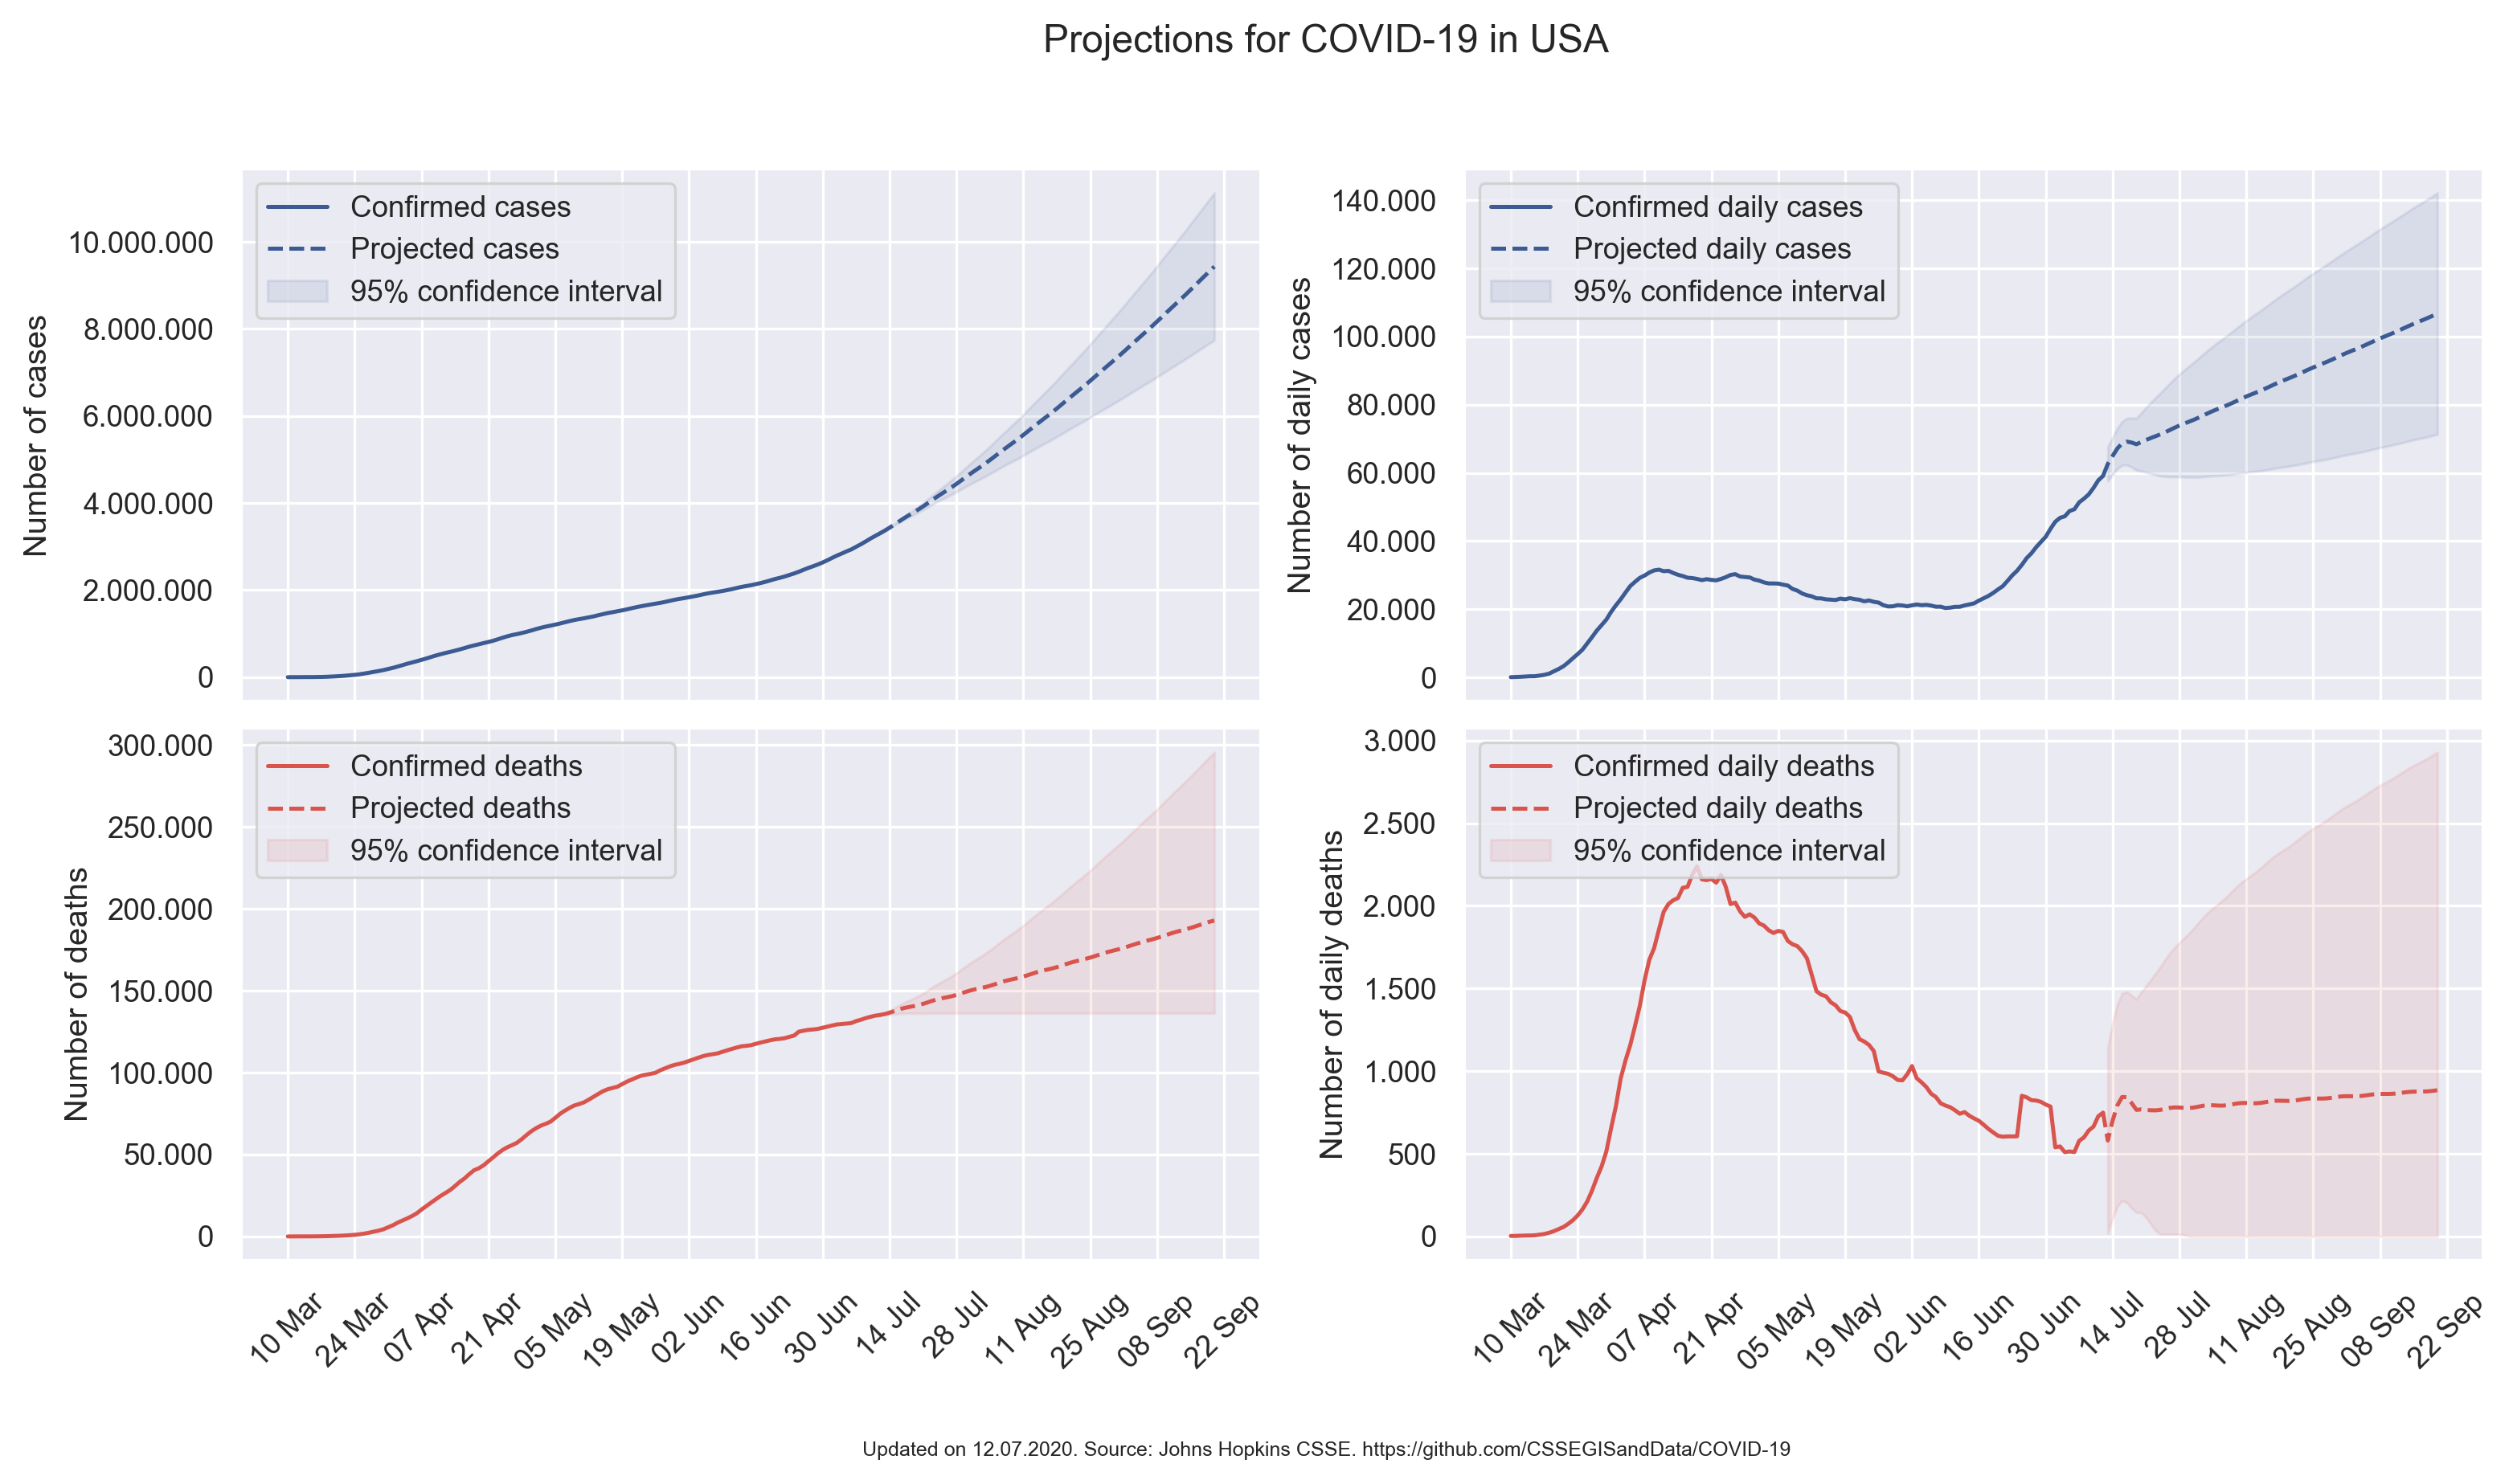 Projections for COVID-19 in USA
Number of cases
10.000.000
8.000.000
6.000.000
4.000.000
2.000.000
0
Confirmed cases
Projected cases
95% confidence interval
Number of daily cases
140.000
120.000
100.000
80.000
60.000
40.000
20.000
0
Confirmed daily cases
Projected daily cases
95% confidence interval
Number of deaths
300.000
250.000
200.000
150.000
100.000
50.000
0
Confirmed deaths
Projected deaths
95% confidence interval
10 Mar
24 Mar
07 Apr
21 Apr
05 May
19 May
02 Jun
16 Jun
30 Jun
14 Jul
28 Jul
11 Aug
25 Aug
08 Sep
22 Sep
Number of daily deaths
3.000
2.500
2.000
1.500
1.000
500
0
Confirmed daily deaths
Projected daily deaths
95% confidence interval
10 Mar
24 Mar
07 Apr
21 Apr
05 May
19 May
02 Jun
16 Jun
30 Jun
14 Jul
28 Jul
11 Aug
25 Aug
08 Sep
22 Sep
Updated on 12.07.2020. Source: Johns Hopkins CSSE. https://github.com/CSSEGISandData/COVID-19